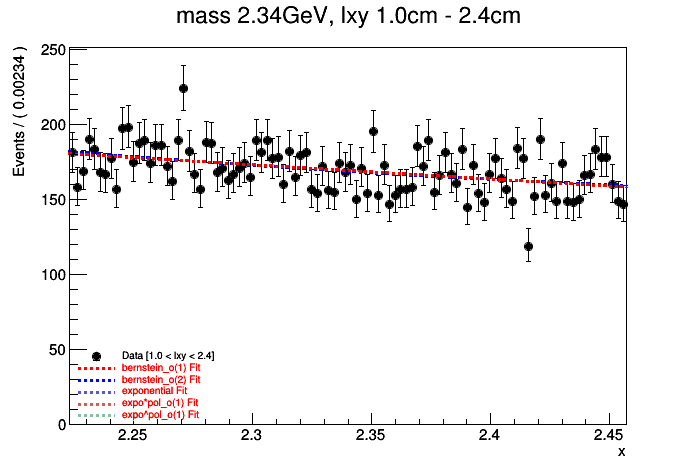 mass 2.34GeV, lxy 1.0cm - 2.4cm
Events / ( 0.00234 )
250
200
150
100
50
0
Data [1.0 < lxy < 2.4]
bernstein_o(1) Fit
bernstein_o(2) Fit
exponential Fit
expo*pol_o(1) Fit
expo^pol_o(1) Fit
2.25 2.3 2.35 2.4 2.45
x